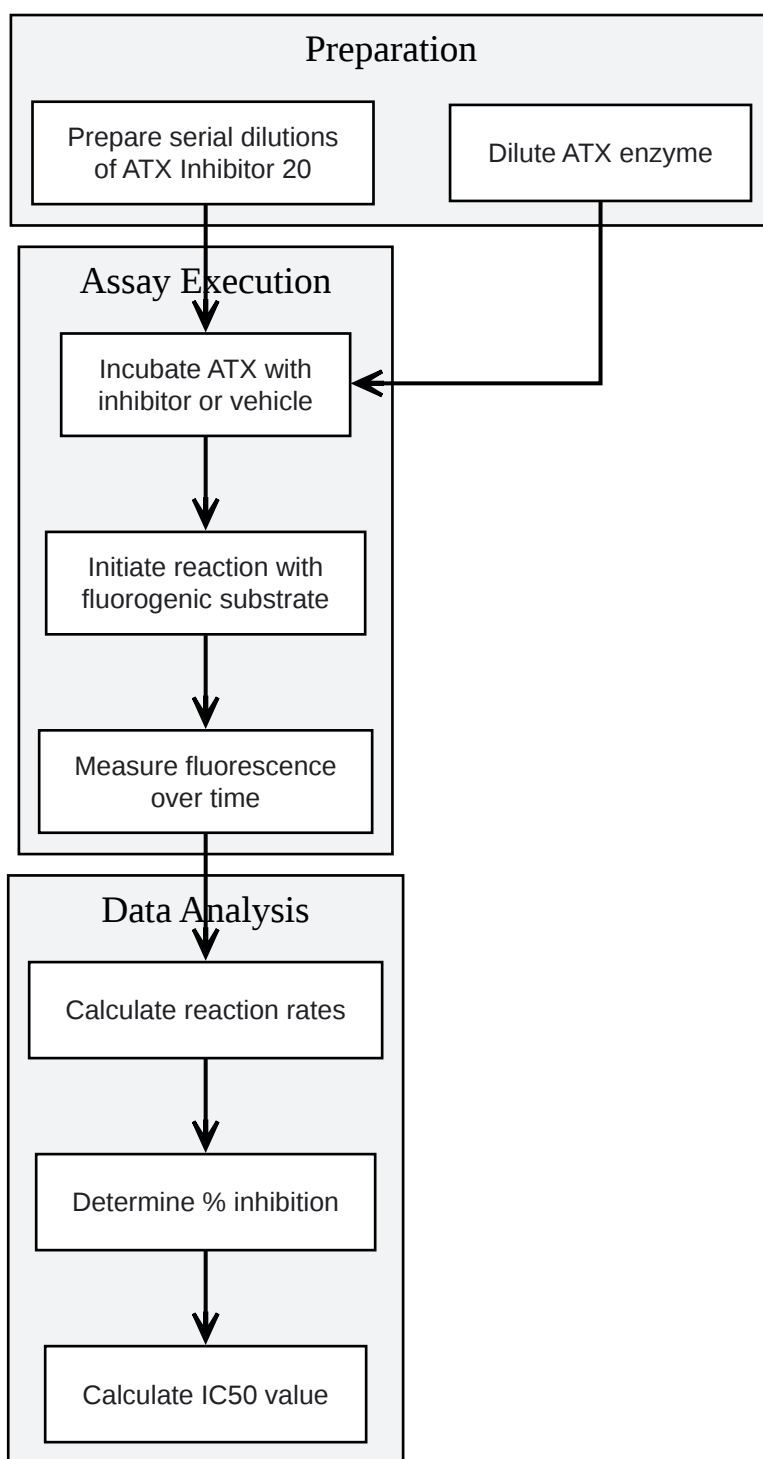 Preparation
Prepare serial dilutions
of ATX Inhibitor 20
Dilute ATX enzyme
Assay Execution
Incubate ATX with
inhibitor or vehicle
Initiate reaction with
fluorogenic substrate
Measure fluorescence
over time
Data Analysis
Calculate reaction rates
Determine % inhibition
Calculate IC50 value